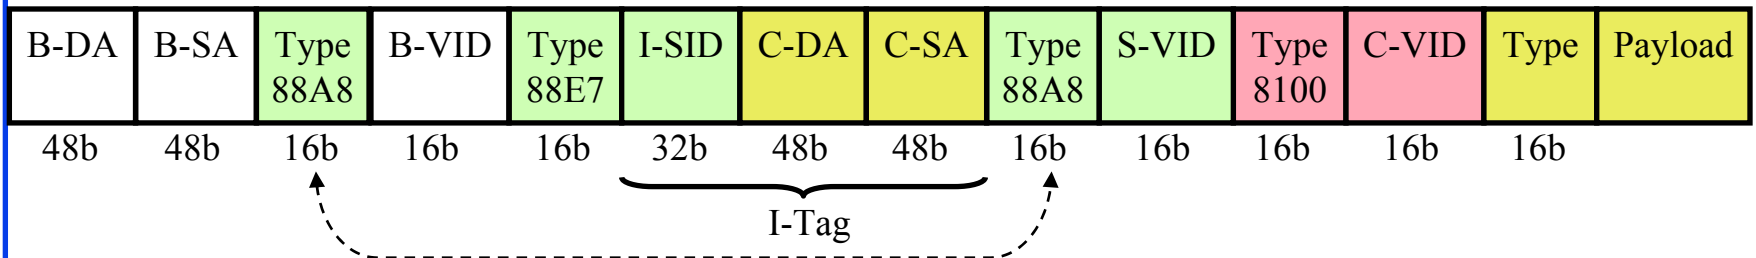 B-DA B-SA Type B-VID Type I-SID C-DA C-SA Type S-VID Type C-VID Type Payload
88A8 88E7 88A8 8100
48b 48b 16b 16b 16b 32b 48b 48b 16b 16b 16b 16b 16b
I-Tag